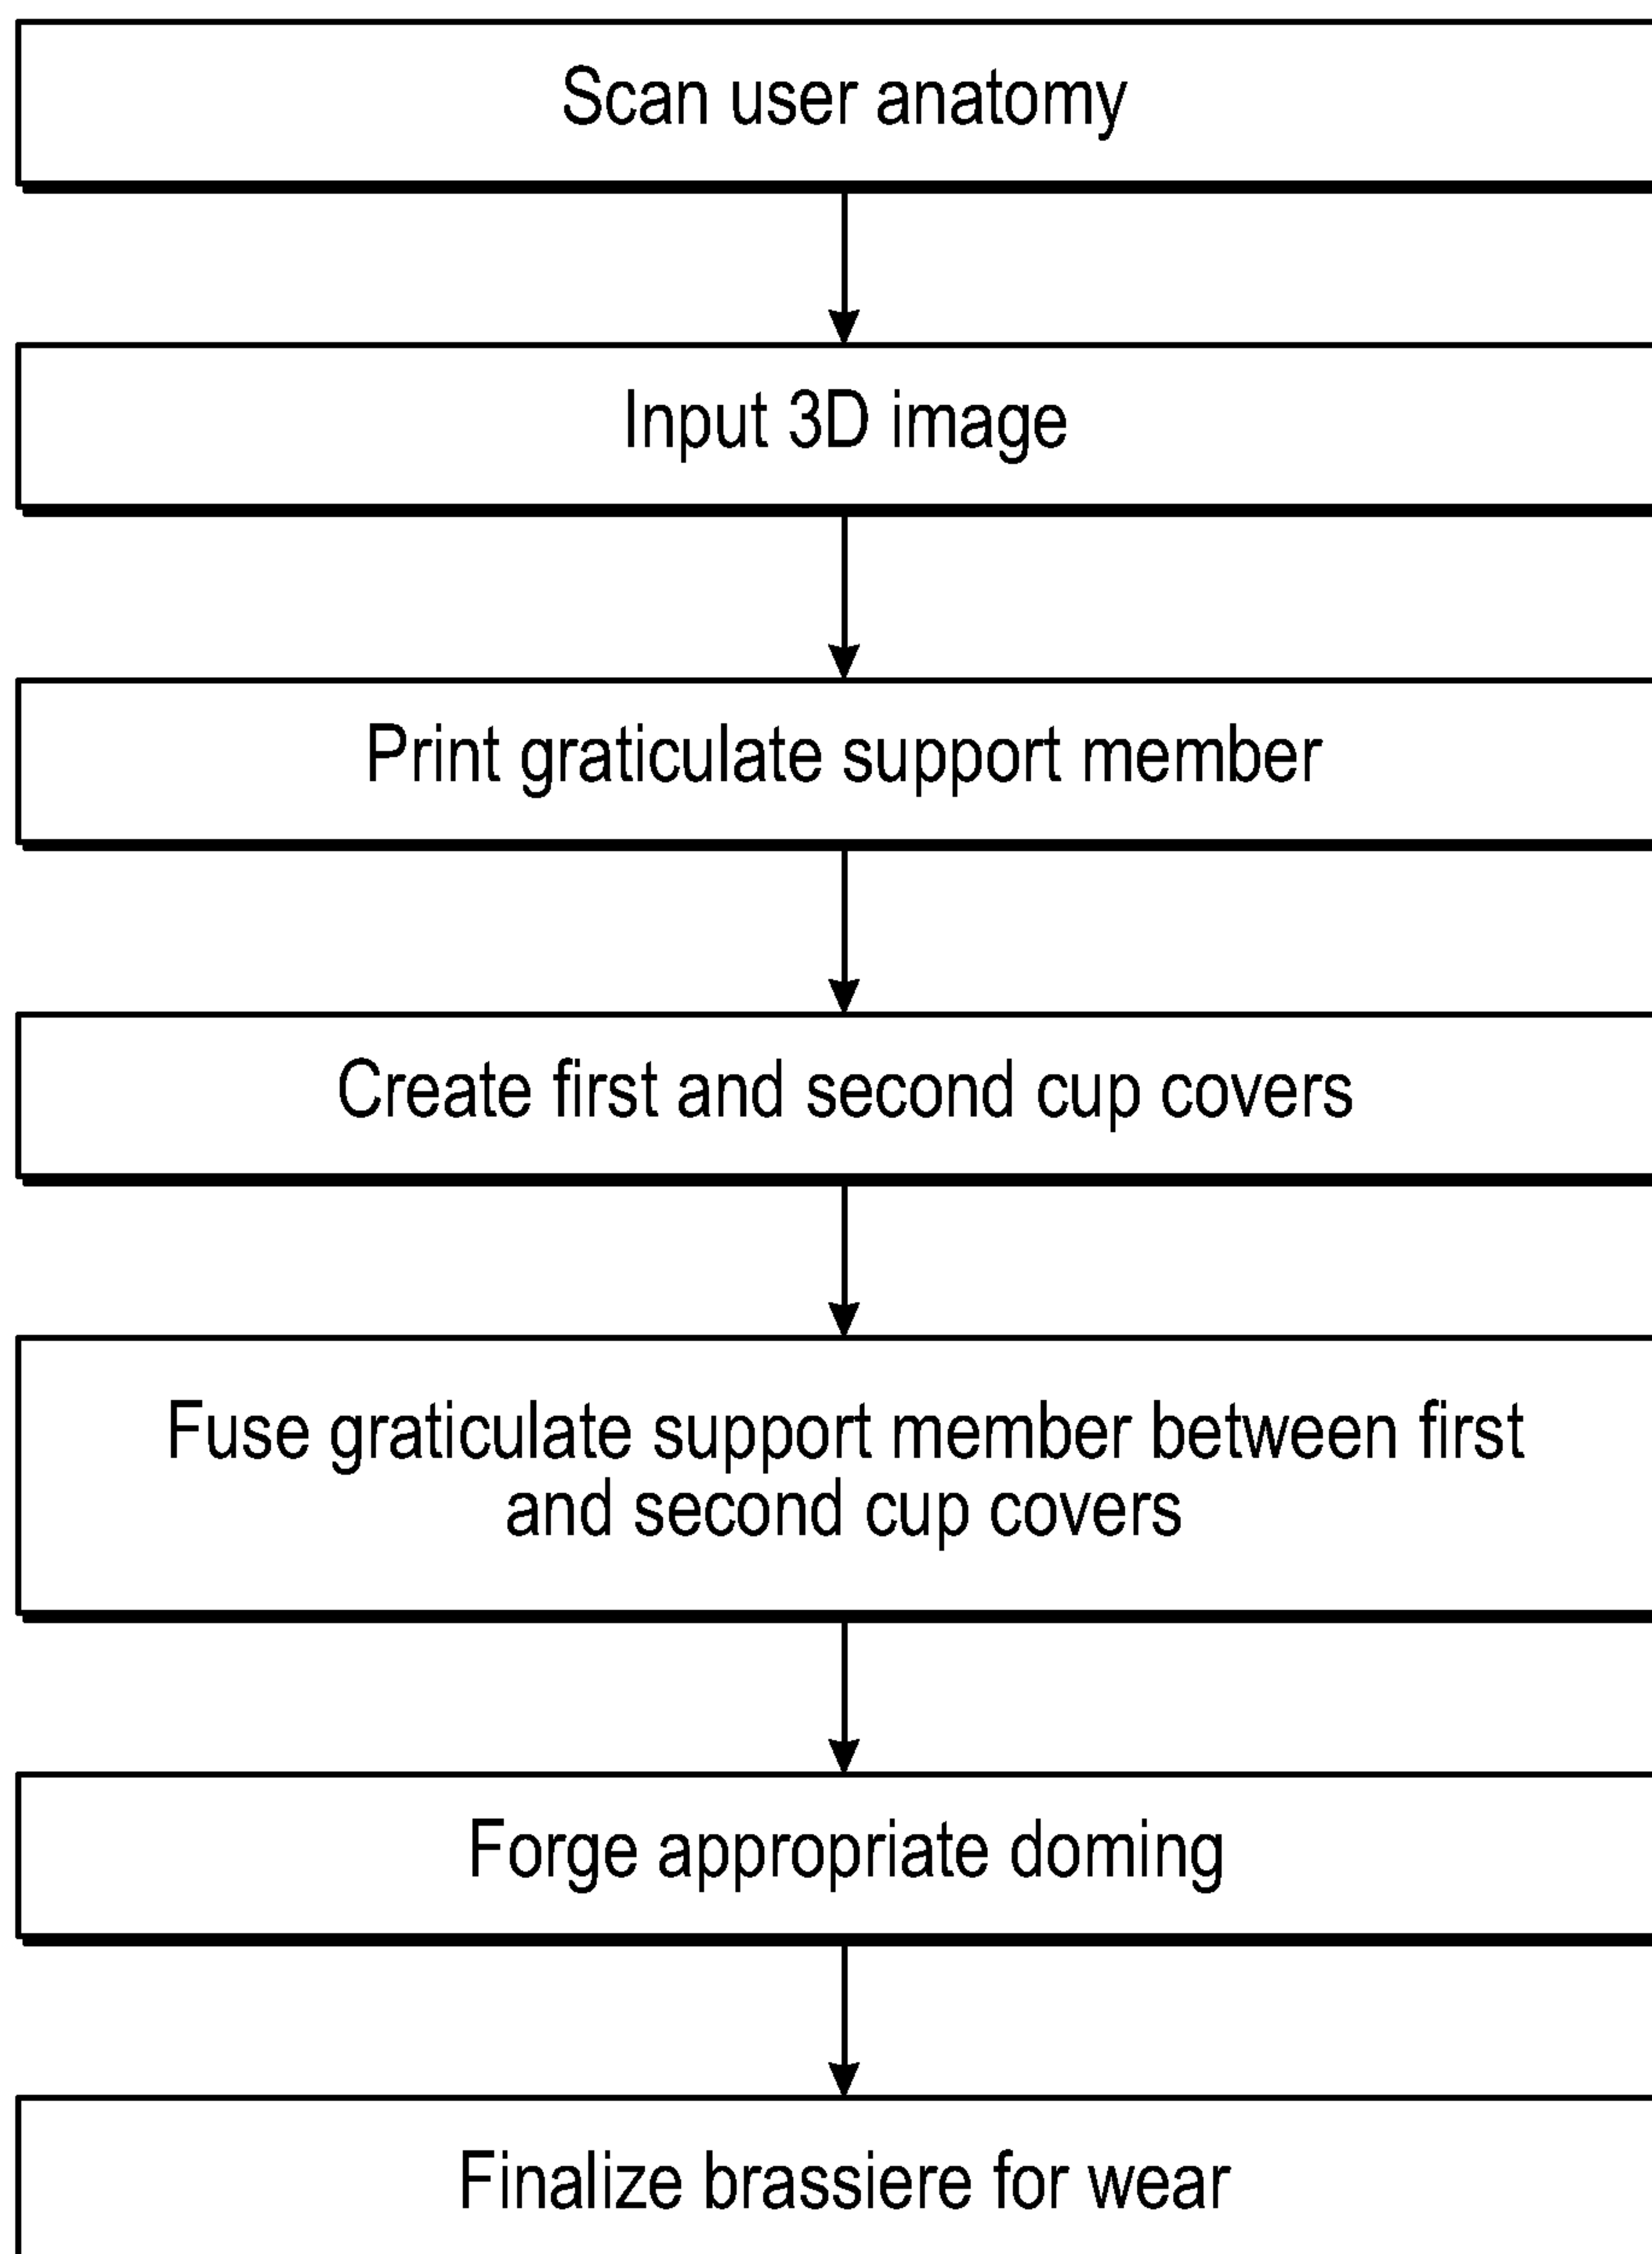 Scan user anatomy
Input 3D image
Print graticulate support member
Create first and second cup covers
Fuse graticulate support member between first
and second cup covers
Forge appropriate doming
Finalize brassiere for wear